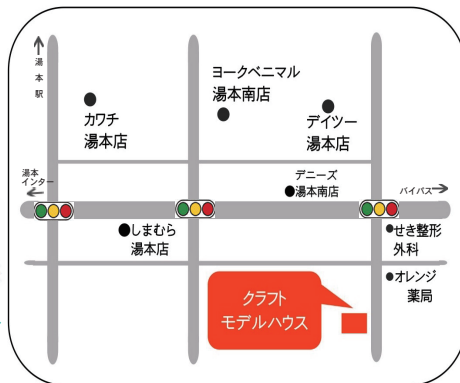 湯本駅
カワチ
湯本店
ヨークベニマル
湯本南店
デイツー
湯本店
湯本
インター
デニーズ
湯本南店
バイパス
しまむら
湯本店
せき整形
外科
オレンジ
薬局
クラフト
モデルハウス